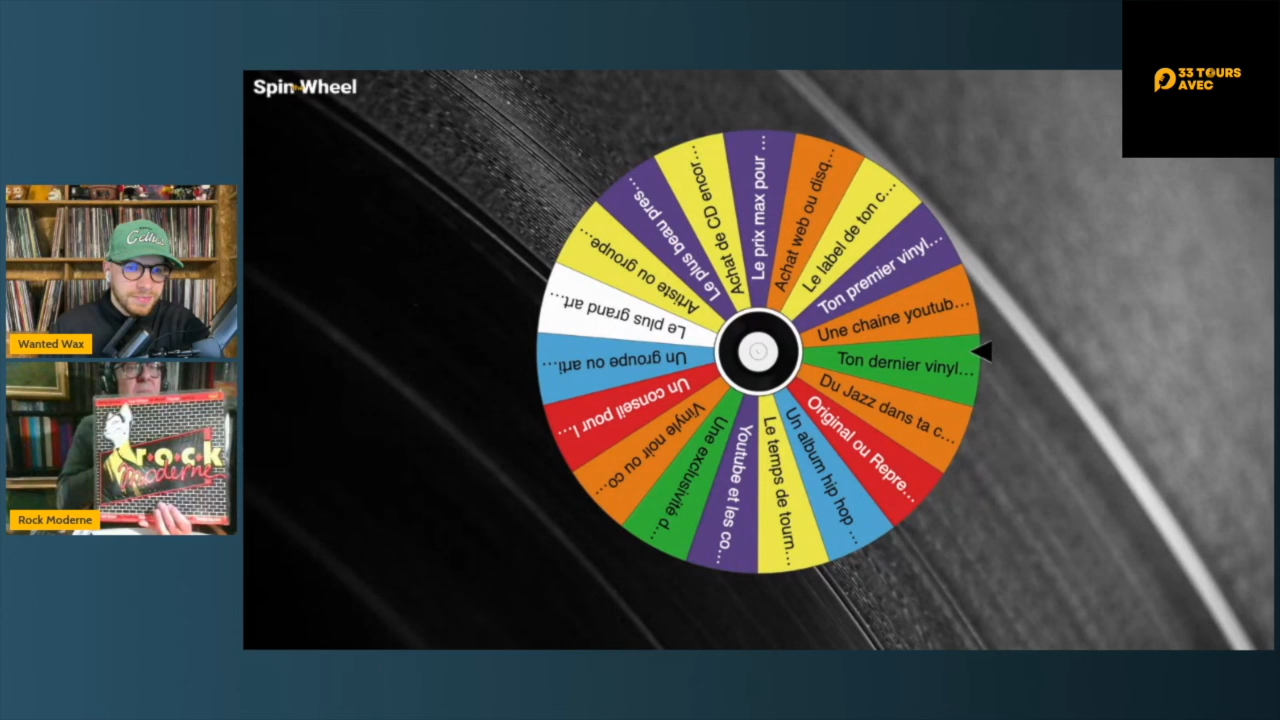 33 TOURS
AVEC
Spin The Wheel
Le prix max pour ...
Achat web ou disq...
Le label de ton c...
Ton premier vinyl...
Une chaine youtub...
Ton dernier vinyl...
Du Jazz dans ta c...
Original ou Repre...
Un album hip hop ...
Le temps de tourn...
Youtube et les co...
Une exclusivité d...
Vinyle noir ou co...
Un conseil pour l...
Un groupe ou arti...
Le plus grand art...
Artiste ou groupe...
Le plus beau pres...
Achat de CD encor...
Wanted Wax
rock
moderne
Rock Moderne